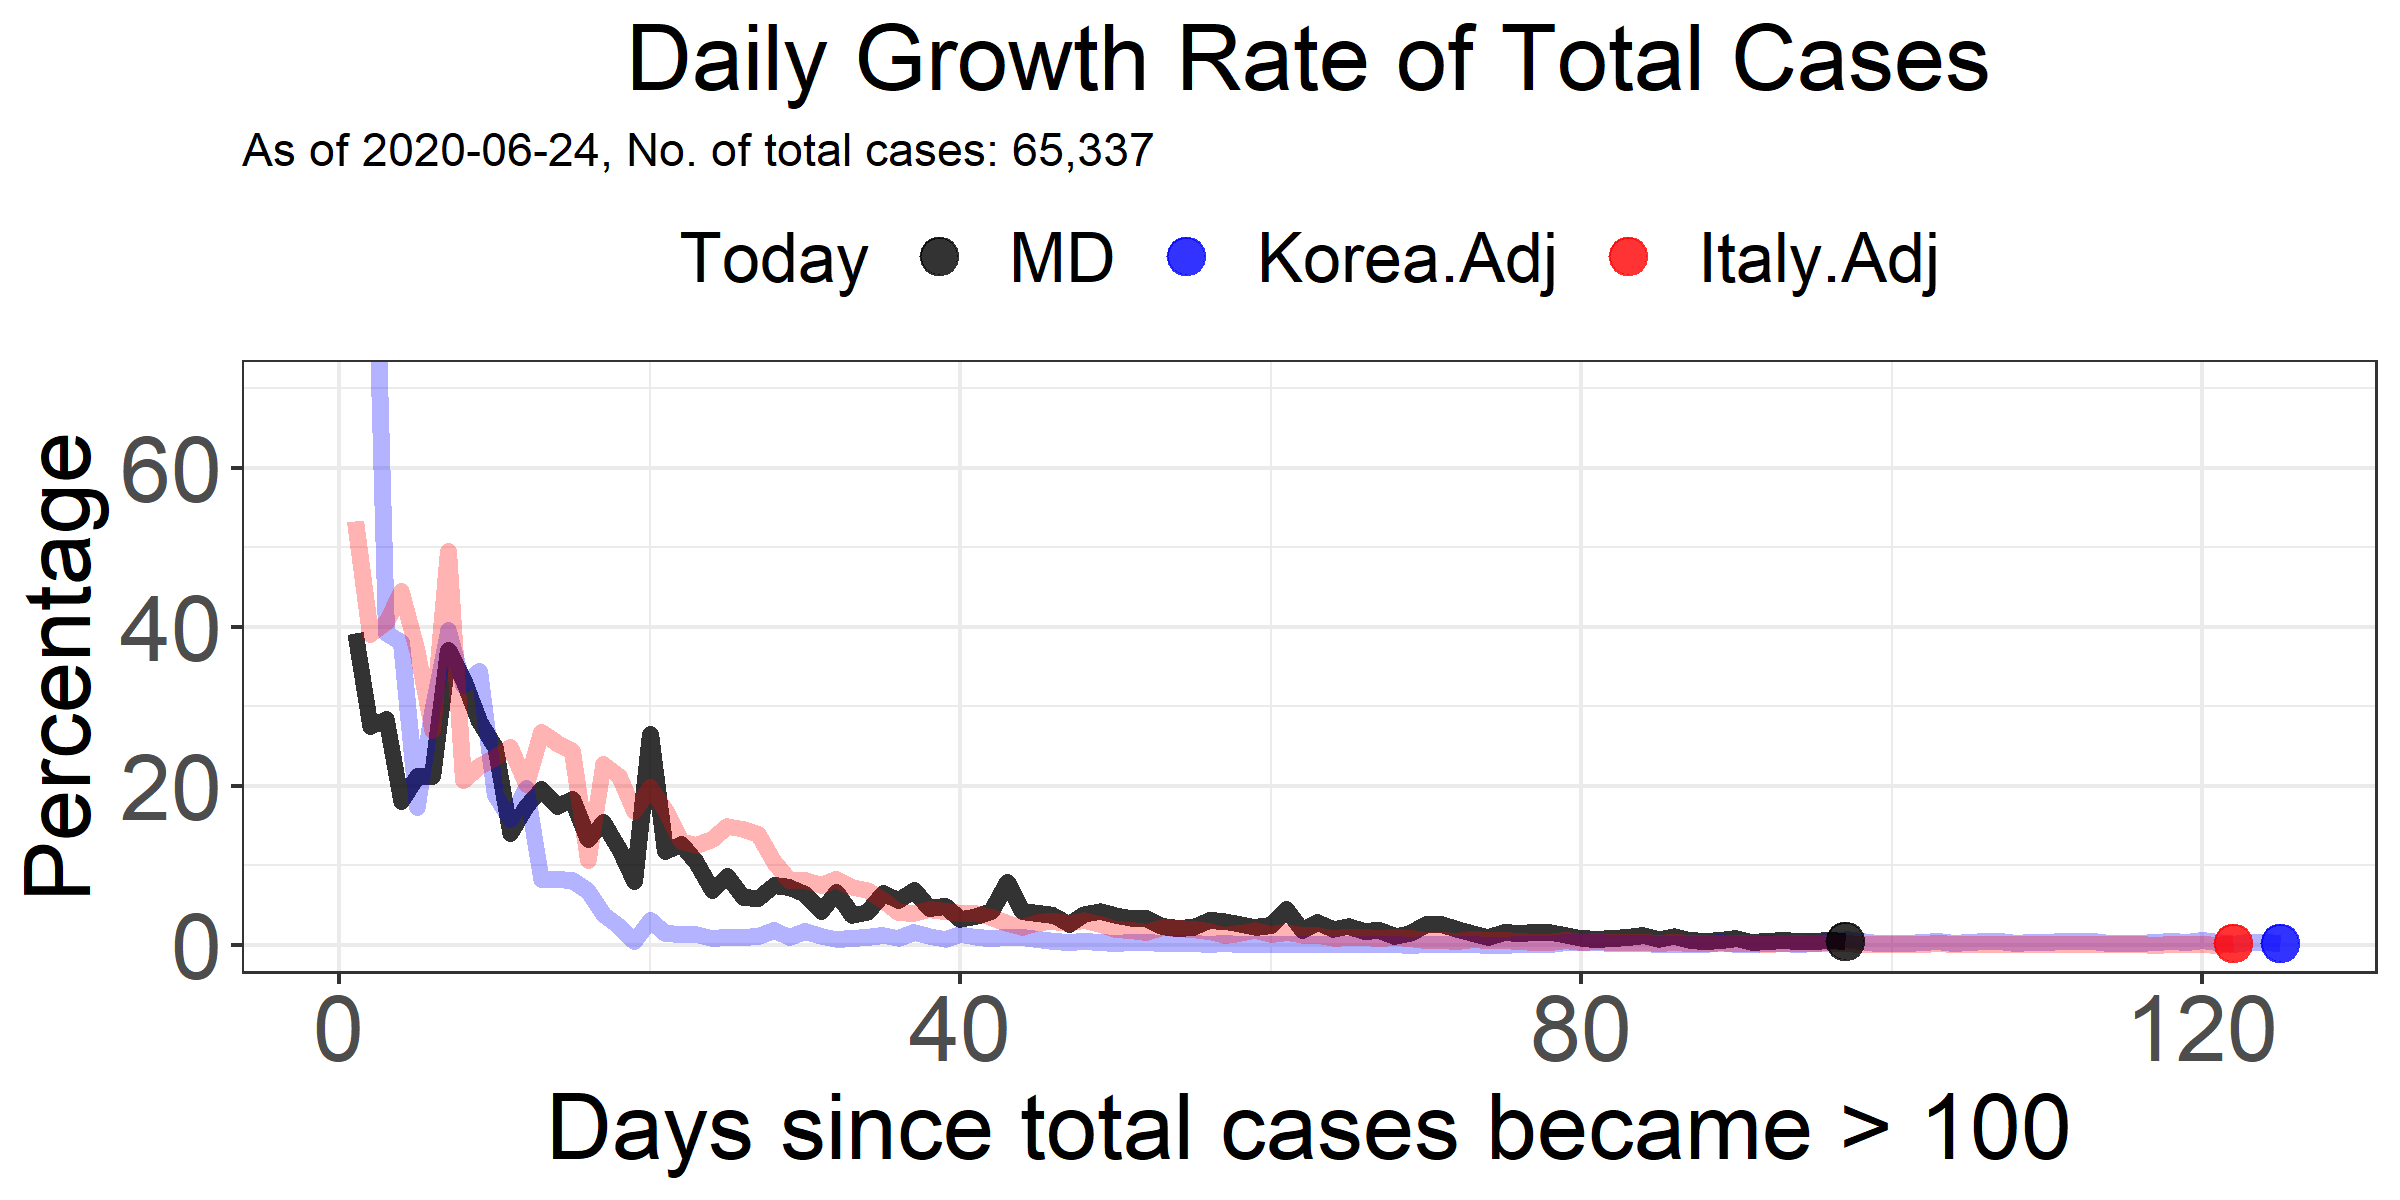 Daily Growth Rate of Total Cases
As of 2020-06-24, No. of total cases: 65,337
Today MD Korea.Adj Italy.Adj
Percentage
60
40
20
0
0 40 80 120
Days since total cases became > 100